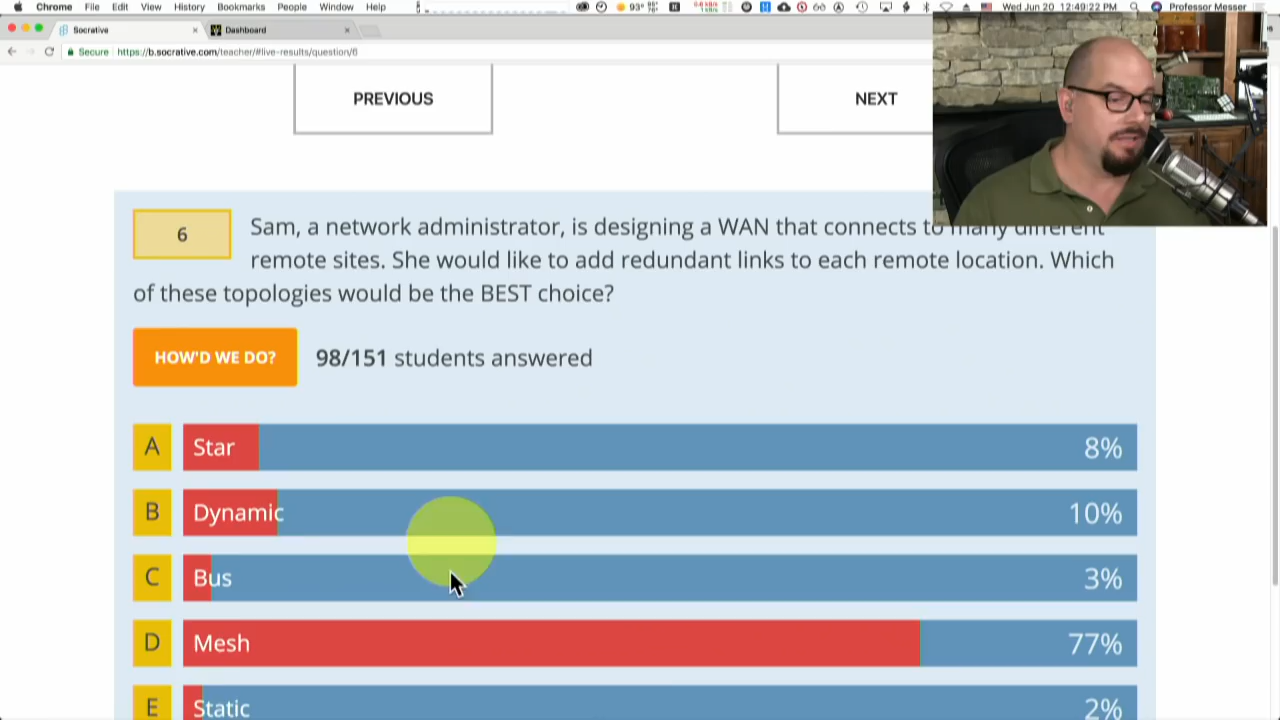 Chrome File Edit View History Bookmarks People Window Help 93° Wed Jun 20 12:49:22 PM Professor Messer
Socrative × Dashboard ×
Secure https://b.socrative.com/teacher/#live-results/question/6
PREVIOUS NEXT
6 Sam, a network administrator, is designing a WAN that connects to many different
remote sites. She would like to add redundant links to each remote location. Which
of these topologies would be the BEST choice?
HOW'D WE DO? 98/151 students answered
A Star 8%
B Dynamic 10%
C Bus 3%
D Mesh 77%
E Static 2%